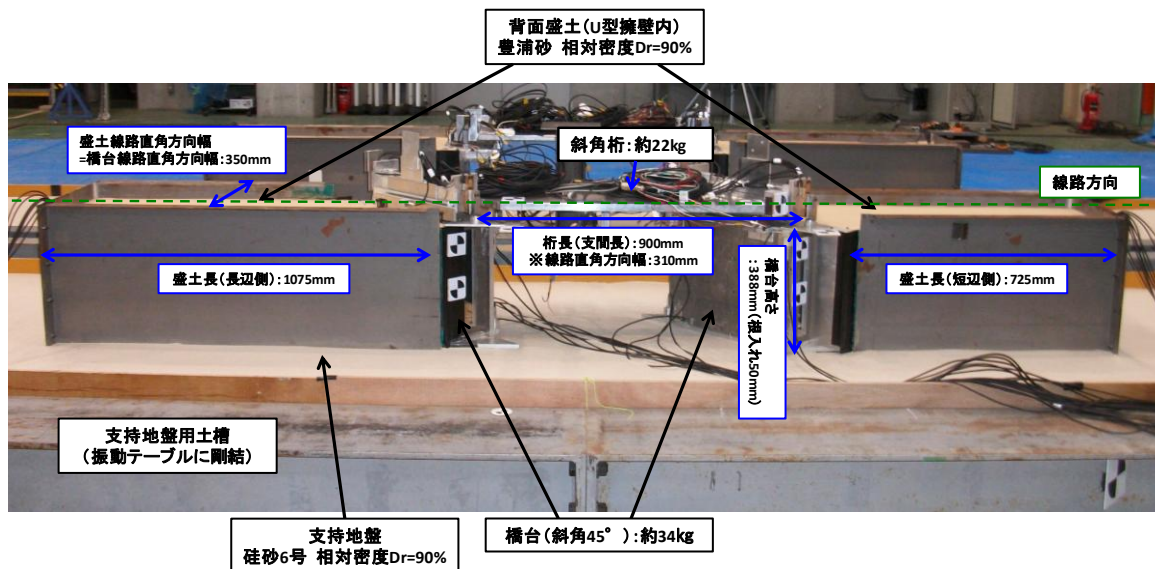 背面盛土(U型擁壁内)
豊浦砂 相対密度Dr=90%
盛土線路直角方向幅
=橋台線路直角方向幅:350mm
斜角桁:約22kg
線路方向
桁長(支間長):900mm
※線路直角方向幅:310mm
盛土長(長辺側):1075mm
橋台高さ
:388mm(根入れ50mm)
盛土長(短辺側):725mm
支持地盤用土槽
(振動テーブルに剛結)
支持地盤
硅砂6号 相対密度Dr=90%
橋台(斜角45°):約34kg